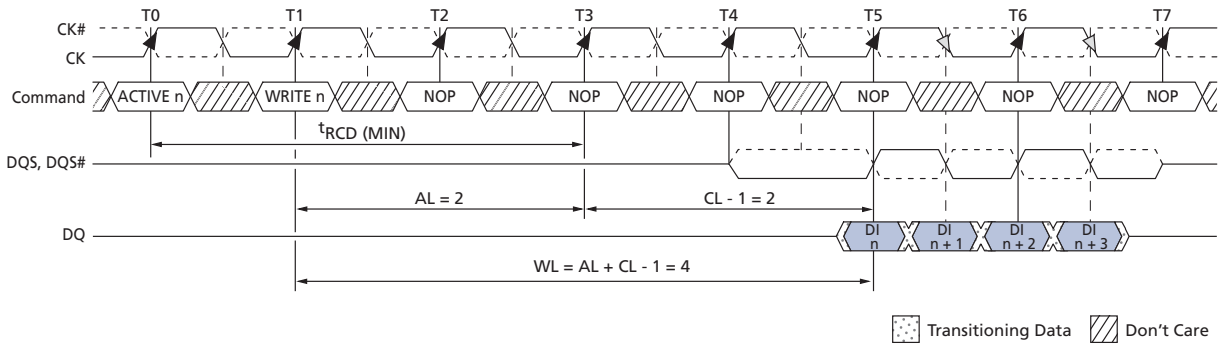 T0 T1 T2 T3 T4 T5 T6 T7
CK#
CK
Command ACTIVE n WRITE n NOP NOP NOP NOP NOP NOP
tRCD (MIN)
DQS, DQS#
AL = 2 CL - 1 = 2
DQ DI n DI n + 1 DI n + 2 DI n + 3
WL = AL + CL - 1 = 4
Transitioning Data Don't Care